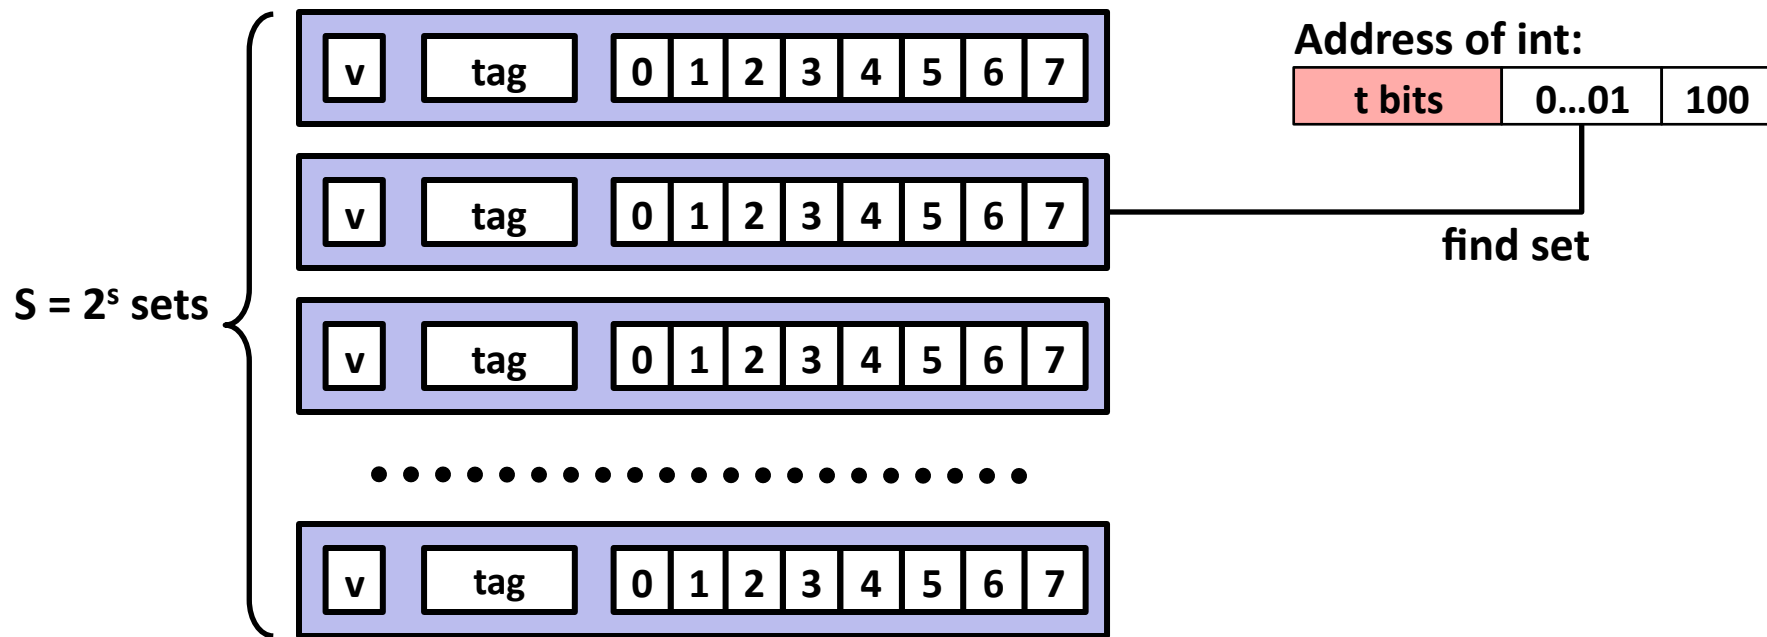 v tag 0 1 2 3 4 5 6 7
Address of int:
t bits 0...01 100
v tag 0 1 2 3 4 5 6 7
find set
S = 2ˢ sets
v tag 0 1 2 3 4 5 6 7
v tag 0 1 2 3 4 5 6 7